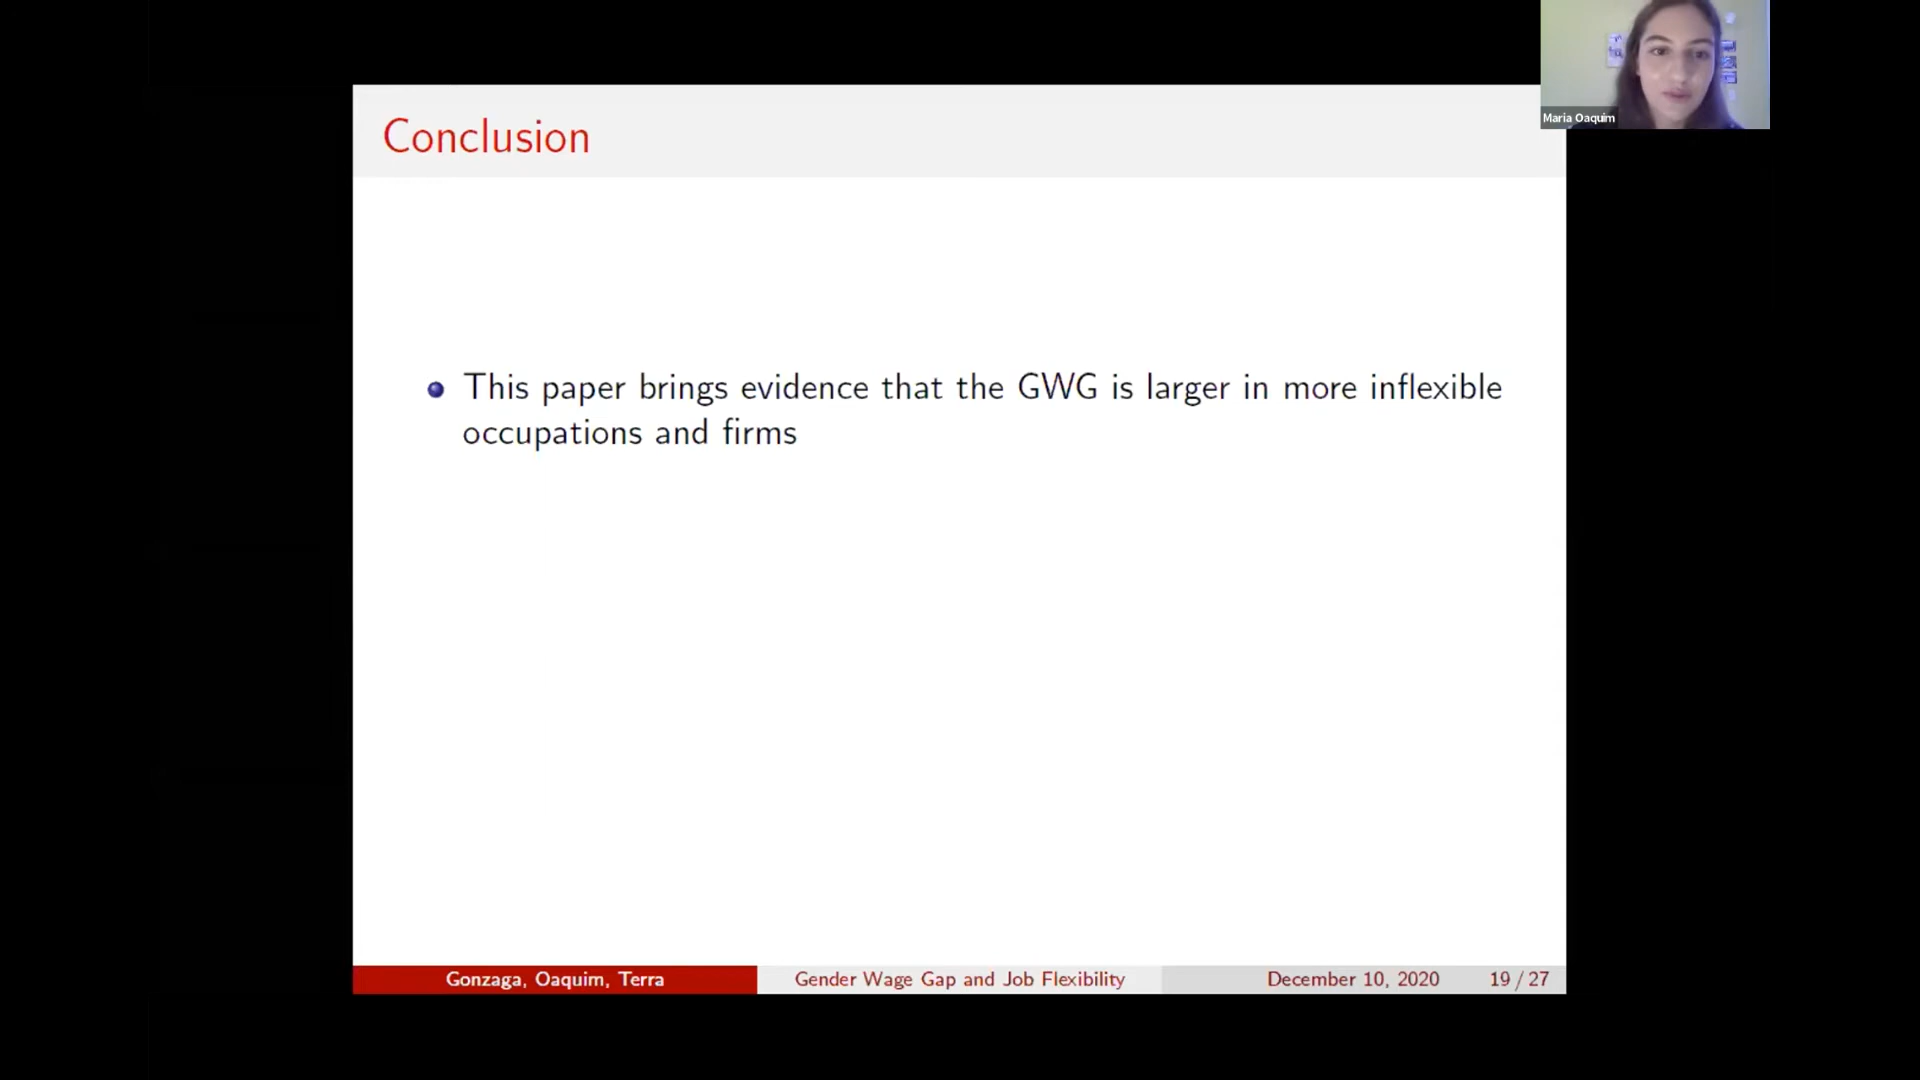 Maria Oaquim
Conclusion
This paper brings evidence that the GWG is larger in more inflexible
occupations and firms
Gonzaga, Oaquim, Terra
Gender Wage Gap and Job Flexibility
December 10, 2020
19 / 27